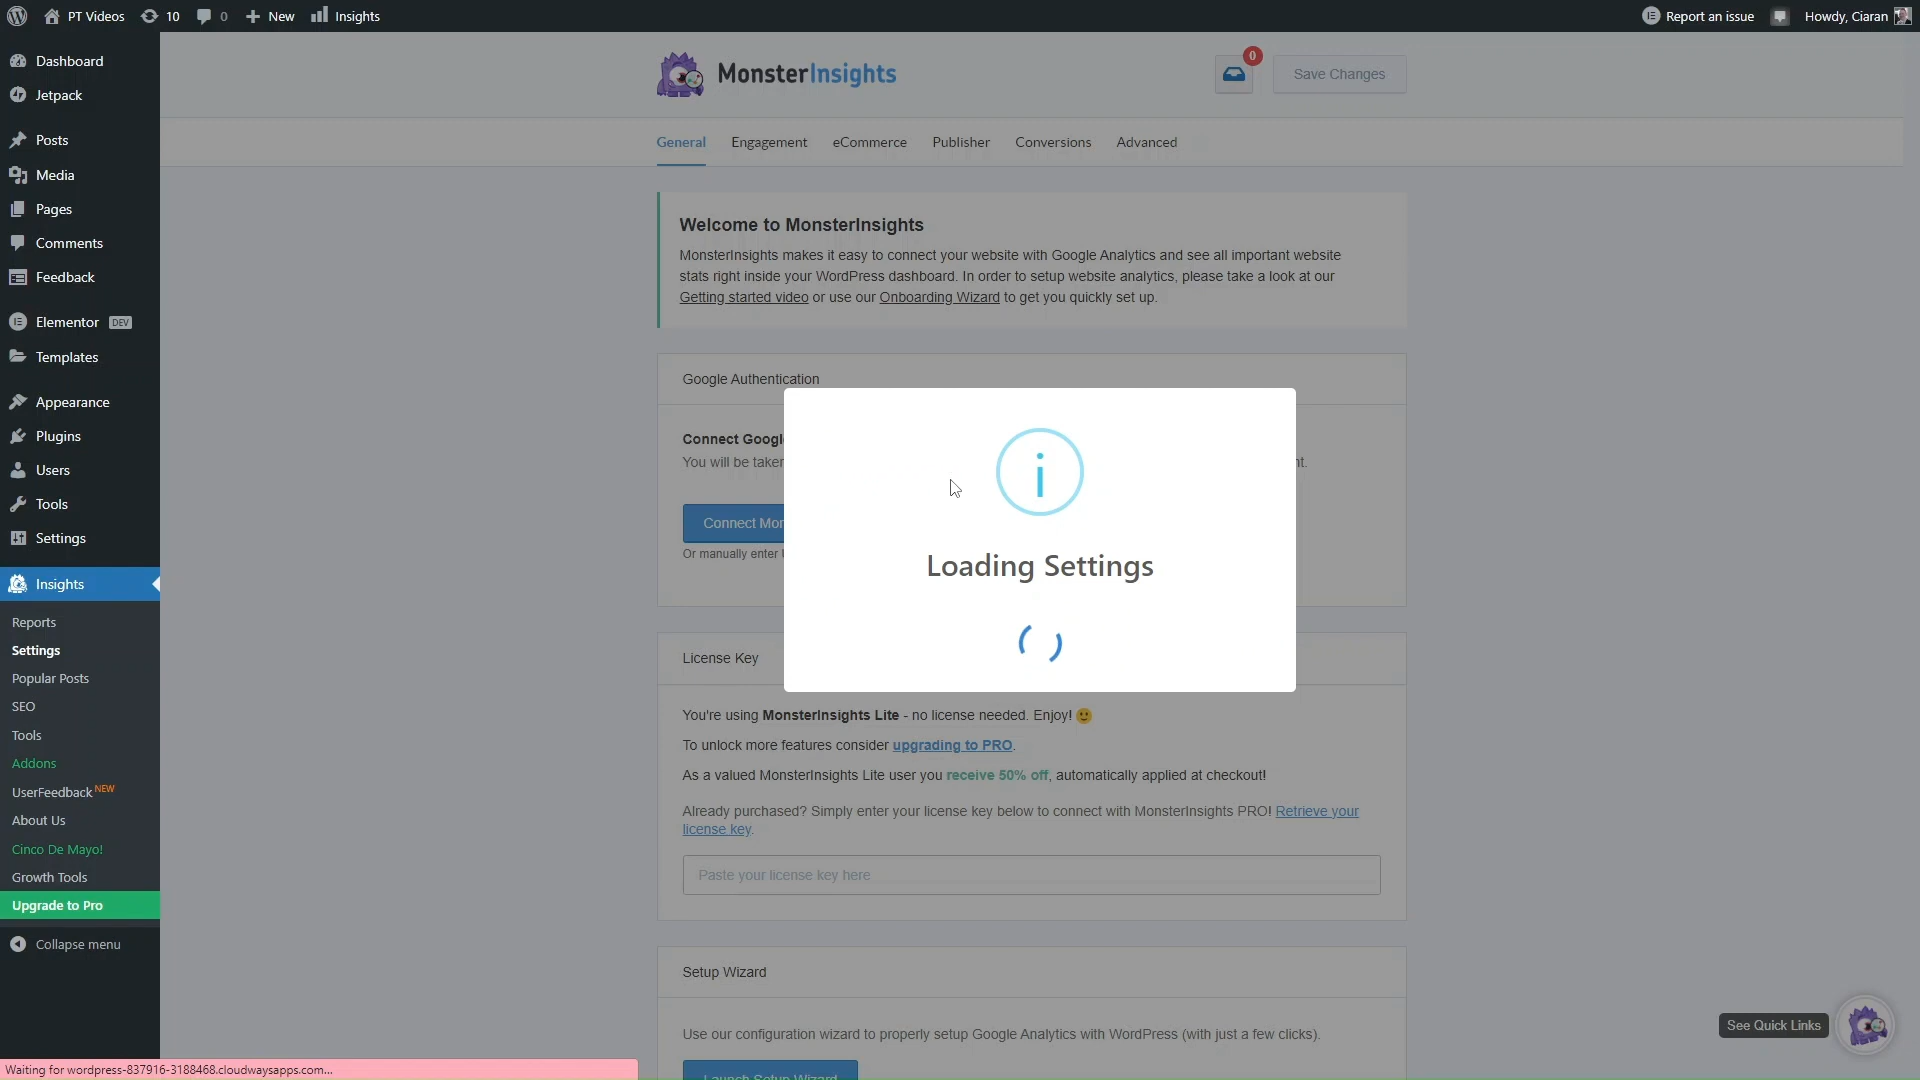 PT Videos 10 0 New Insights Report an issue Howdy, Ciaran
Dashboard
Jetpack
Posts
Media
Pages
Comments
Feedback
Elementor DEV
Templates
Appearance
Plugins
Users
Tools
Settings
Insights
Reports
Settings
Popular Posts
SEO
Tools
Addons
UserFeedback NEW
About Us
Cinco De Mayo!
Growth Tools
Upgrade to Pro
Collapse menu
MonsterInsights
0
Save Changes
General Engagement eCommerce Publisher Conversions Advanced
Welcome to MonsterInsights
MonsterInsights makes it easy to connect your website with Google Analytics and see all important website
stats right inside your WordPress dashboard. In order to setup website analytics, please take a look at our
Getting started video or use our Onboarding Wizard to get you quickly set up.
Google Authentication
Connect Googl
You will be taken
Connect Mon
Or manually enter
Loading Settings
License Key
You're using MonsterInsights Lite - no license needed. Enjoy! 🙂
To unlock more features consider upgrading to PRO.
As a valued MonsterInsights Lite user you receive 50% off, automatically applied at checkout!
Already purchased? Simply enter your license key below to connect with MonsterInsights PRO! Retrieve your
license key.
Paste your license key here
Setup Wizard
Use our configuration wizard to properly setup Google Analytics with WordPress (with just a few clicks).
Launch Setup Wizard
See Quick Links
Waiting for wordpress-837916-3188468.cloudwaysapps.com...